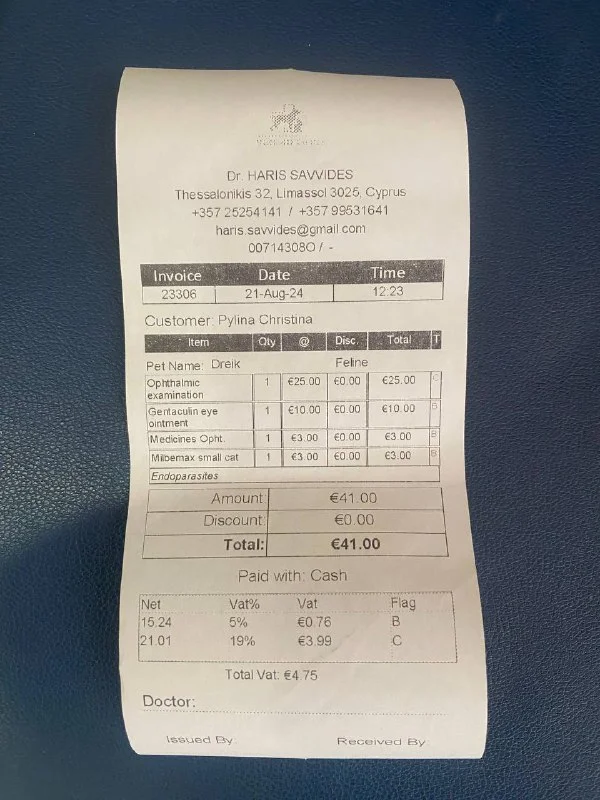 Dr. HARIS SAVVIDES
Thessalonikis 32, Limassol 3025, Cyprus
+357 25254141 / +357 99531641
haris.savvides@gmail.com
00714308O / -
Invoice Date Time
23306 21-Aug-24 12:23
Customer: Pylina Christina
Item Qty @ Disc. Total T
Pet Name: Dreik Feline
Ophthalmic examination 1 €25.00 €0.00 €25.00 C
Gentaculin eye ointment 1 €10.00 €0.00 €10.00 B
Medicines Opht. 1 €3.00 €0.00 €3.00 B
Milbemax small cat 1 €3.00 €0.00 €3.00 B
Endoparasites
Amount: €41.00
Discount: €0.00
Total: €41.00
Paid with: Cash
Net Vat% Vat Flag
15.24 5% €0.76 B
21.01 19% €3.99 C
Total Vat: €4.75
Doctor:
Issued By Received By